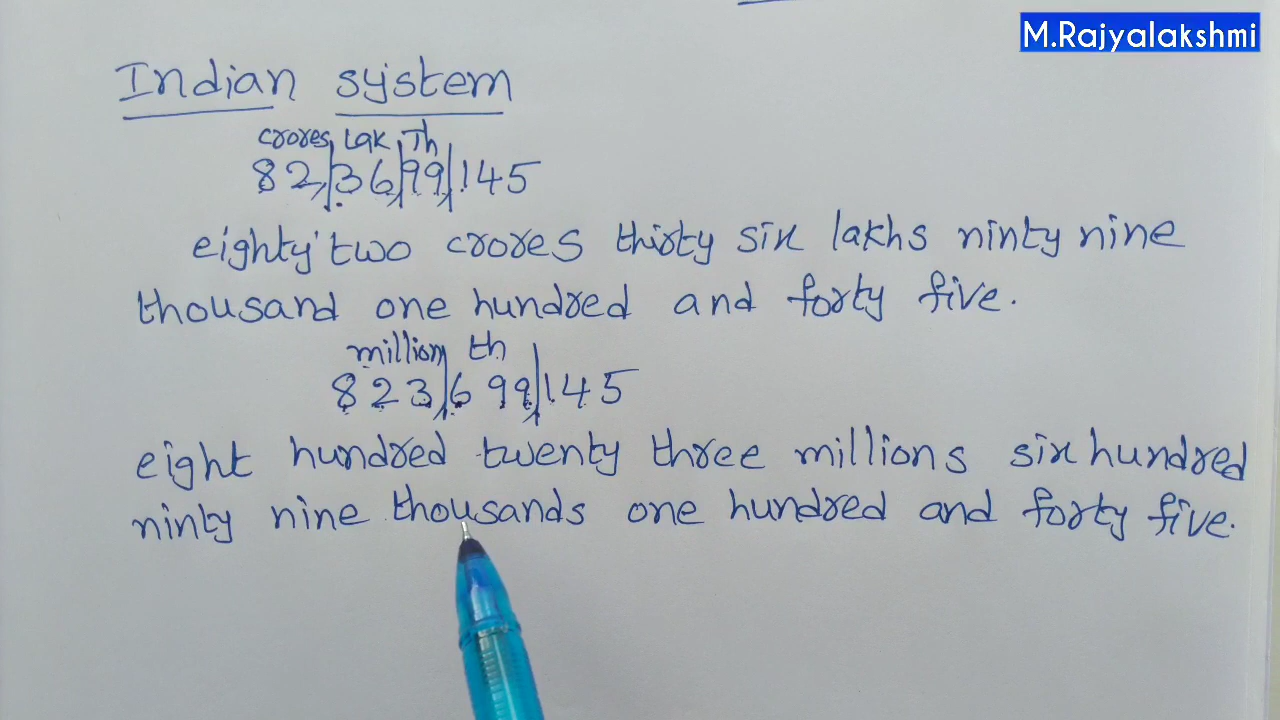 M.Rajyalakshmi
Indian system
crores Lak Th
82,36,99,145
eighty two crores thirty six lakhs ninty nine
thousand one hundred and forty five.
million th
823,699,145
eight hundred twenty three millions six hundred
ninty nine thousands one hundred and forty five.